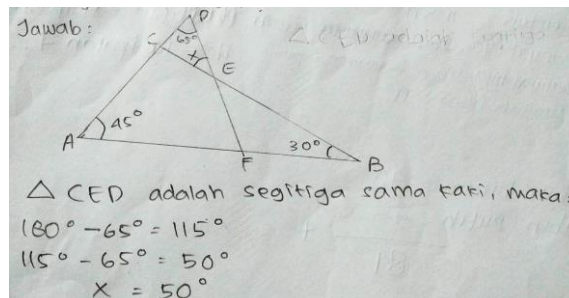 Jawab:
D
C
65°
x
E
A
45°
F
30°
B
△ CED adalah segitiga sama kaki, maka:
180° - 65° = 115°
115° - 65° = 50°
x = 50°